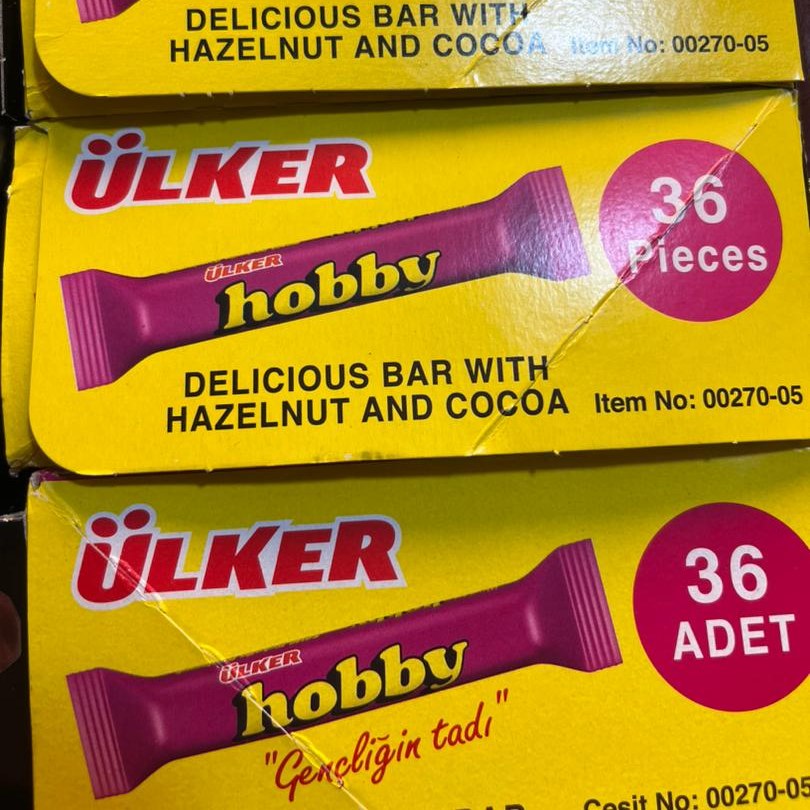 DELICIOUS BAR WITH
HAZELNUT AND COCOA Item No: 00270-05
ÜLKER
36
Pieces
ÜLKER
hobby
DELICIOUS BAR WITH
HAZELNUT AND COCOA Item No: 00270-05
ÜLKER
36
ADET
ÜLKER
hobby
"Gençliğin tadı"
Çeşit No: 00270-05